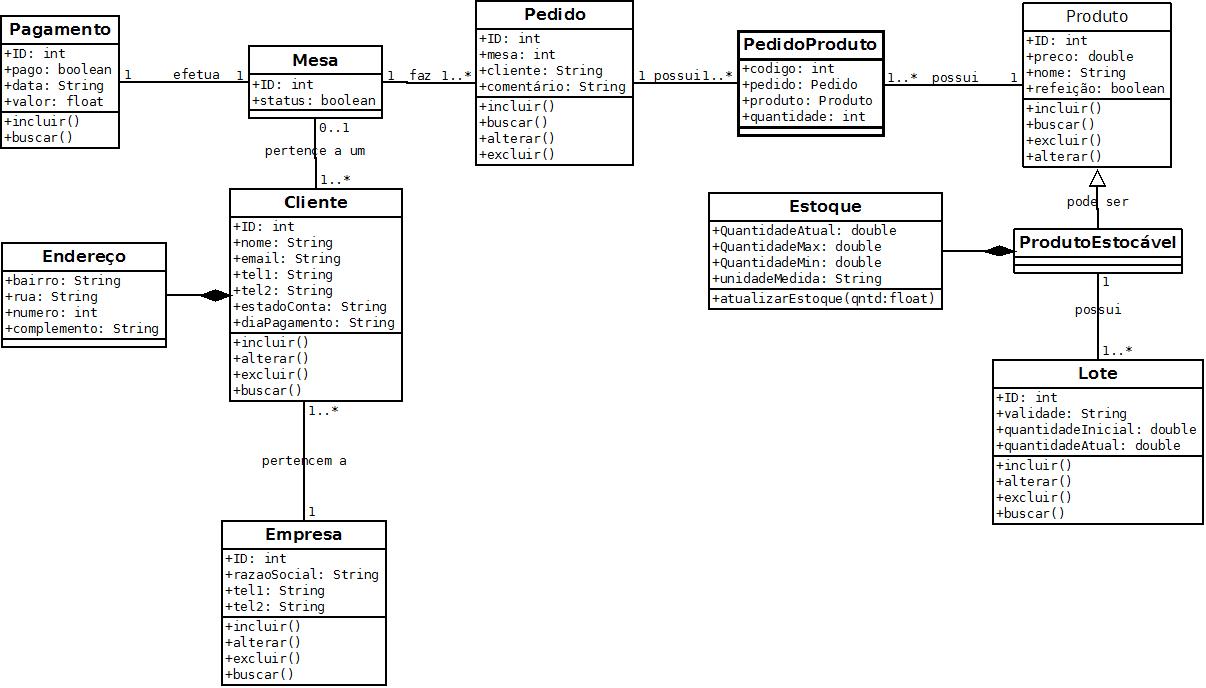 Pagamento
+ID: int
+pago: boolean
+data: String
+valor: float
+incluir()
+buscar()
1 efetua 1
Mesa
+ID: int
+status: boolean
1 faz 1..*
Pedido
+ID: int
+mesa: int
+cliente: String
+comentário: String
+incluir()
+buscar()
+alterar()
+excluir()
1 possui1..*
PedidoProduto
+codigo: int
+pedido: Pedido
+produto: Produto
+quantidade: int
1..* possui 1
Produto
+ID: int
+preco: double
+nome: String
+refeição: boolean
+incluir()
+buscar()
+excluir()
+alterar()
0..1
pertence a um
1..*
Cliente
+ID: int
+nome: String
+email: String
+tel1: String
+tel2: String
+estadoConta: String
+diaPagamento: String
+incluir()
+alterar()
+excluir()
+buscar()
Endereço
+bairro: String
+rua: String
+numero: int
+complemento: String
Estoque
+QuantidadeAtual: double
+QuantidadeMax: double
+QuantidadeMin: double
+unidadeMedida: String
+atualizarEstoque(qntd:float)
pode ser
ProdutoEstocável
1
possui
1..*
Lote
+ID: int
+validade: String
+quantidadeInicial: double
+quantidadeAtual: double
+incluir()
+alterar()
+excluir()
+buscar()
1..*
pertencem a
1
Empresa
+ID: int
+razaoSocial: String
+tel1: String
+tel2: String
+incluir()
+alterar()
+excluir()
+buscar()